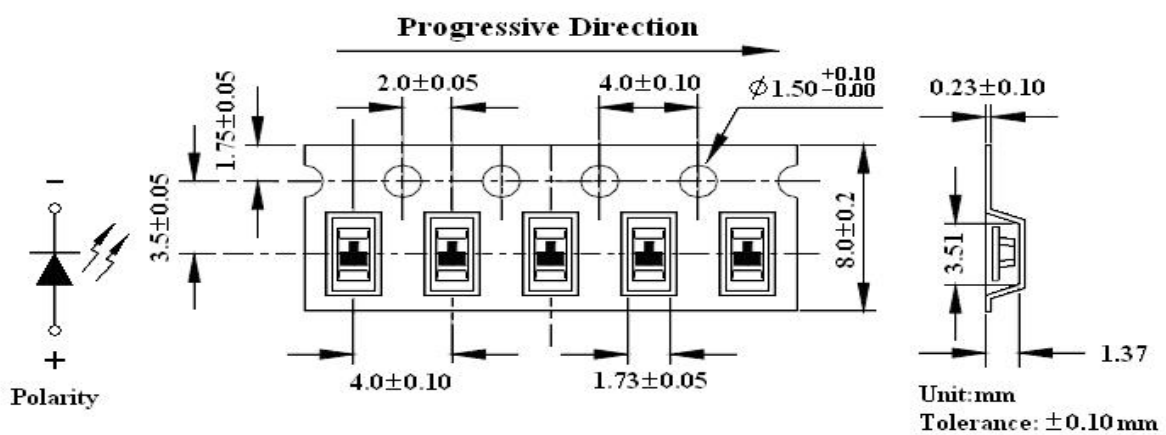 Progressive Direction
2.0±0.05
4.0±0.10
ϕ1.50 +0.10 -0.00
0.23±0.10
1.75±0.05
3.5±0.05
8.0±0.2
3.51
-
+
Polarity
4.0±0.10
1.73±0.05
1.37
Unit:mm
Tolerance: ±0.10mm